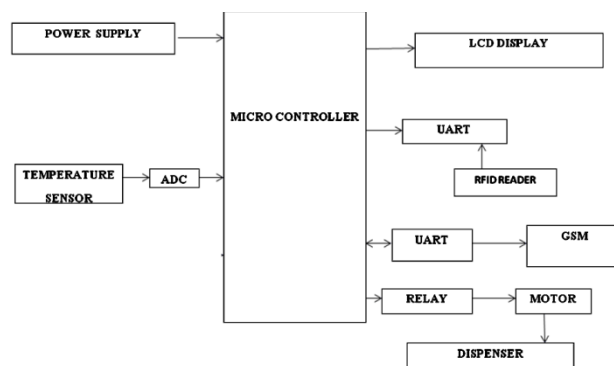 POWER SUPPLY
LCD DISPLAY
MICRO CONTROLLER
UART
TEMPERATURE
SENSOR
ADC
RFID READER
UART
GSM
RELAY
MOTOR
DISPENSER